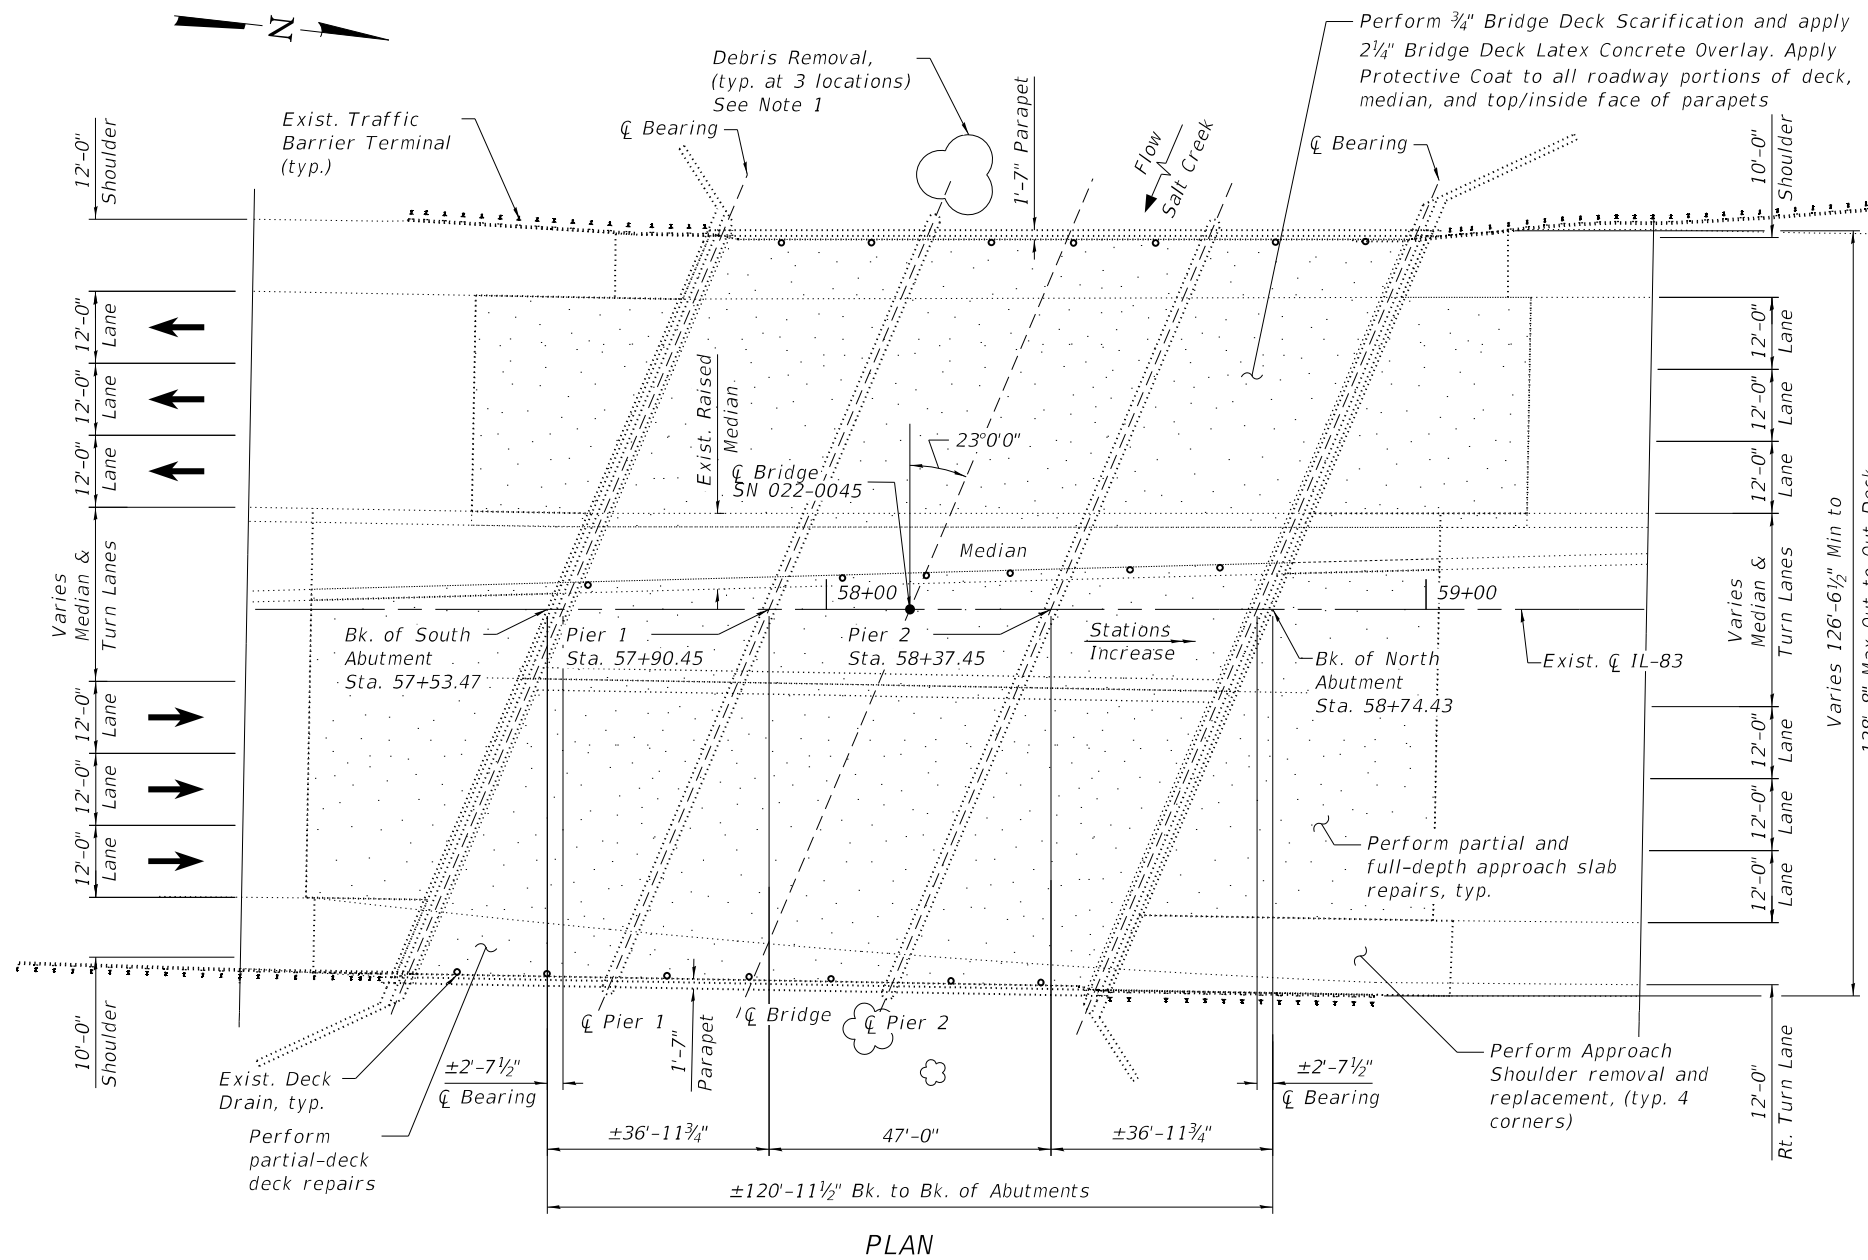 N
Debris Removal,
(typ. at 3 locations)
See Note 1
Perform ¾" Bridge Deck Scarification and apply
2¼" Bridge Deck Latex Concrete Overlay. Apply
Protective Coat to all roadway portions of deck,
median, and top/inside face of parapets
Exist. Traffic
Barrier Terminal
(typ.)
℄ Bearing
1'-7" Parapet
Flow
Salt Creek
℄ Bearing
12'-0"
Shoulder
10'-0"
Shoulder
12'-0"
Lane
12'-0"
Lane
12'-0"
Lane
Varies
Median &
Turn Lanes
12'-0"
Lane
12'-0"
Lane
12'-0"
Lane
10'-0"
Shoulder
Exist. Raised
Median
℄ Bridge
SN 022-0045
23°0'0"
Median
58+00
59+00
Bk. of South
Abutment
Sta. 57+53.47
Pier 1
Sta. 57+90.45
Pier 2
Sta. 58+37.45
Stations
Increase
Bk. of North
Abutment
Sta. 58+74.43
Exist. ℄ IL-83
12'-0"
Lane
12'-0"
Lane
12'-0"
Lane
Varies
Median &
Turn Lanes
12'-0"
Lane
12'-0"
Lane
12'-0"
Lane
12'-0"
Rt. Turn Lane
Varies 126'-6½" Min to
Perform partial and
full-depth approach slab
repairs, typ.
℄ Pier 1
℄ Bridge
℄ Pier 2
1'-7"
Parapet
Exist. Deck
Drain, typ.
±2'-7½"
℄ Bearing
±2'-7½"
℄ Bearing
Perform Approach
Shoulder removal and
replacement, (typ. 4
corners)
Perform
partial-deck
deck repairs
±36'-11¾"
47'-0"
±36'-11¾"
±120'-11½" Bk. to Bk. of Abutments
PLAN